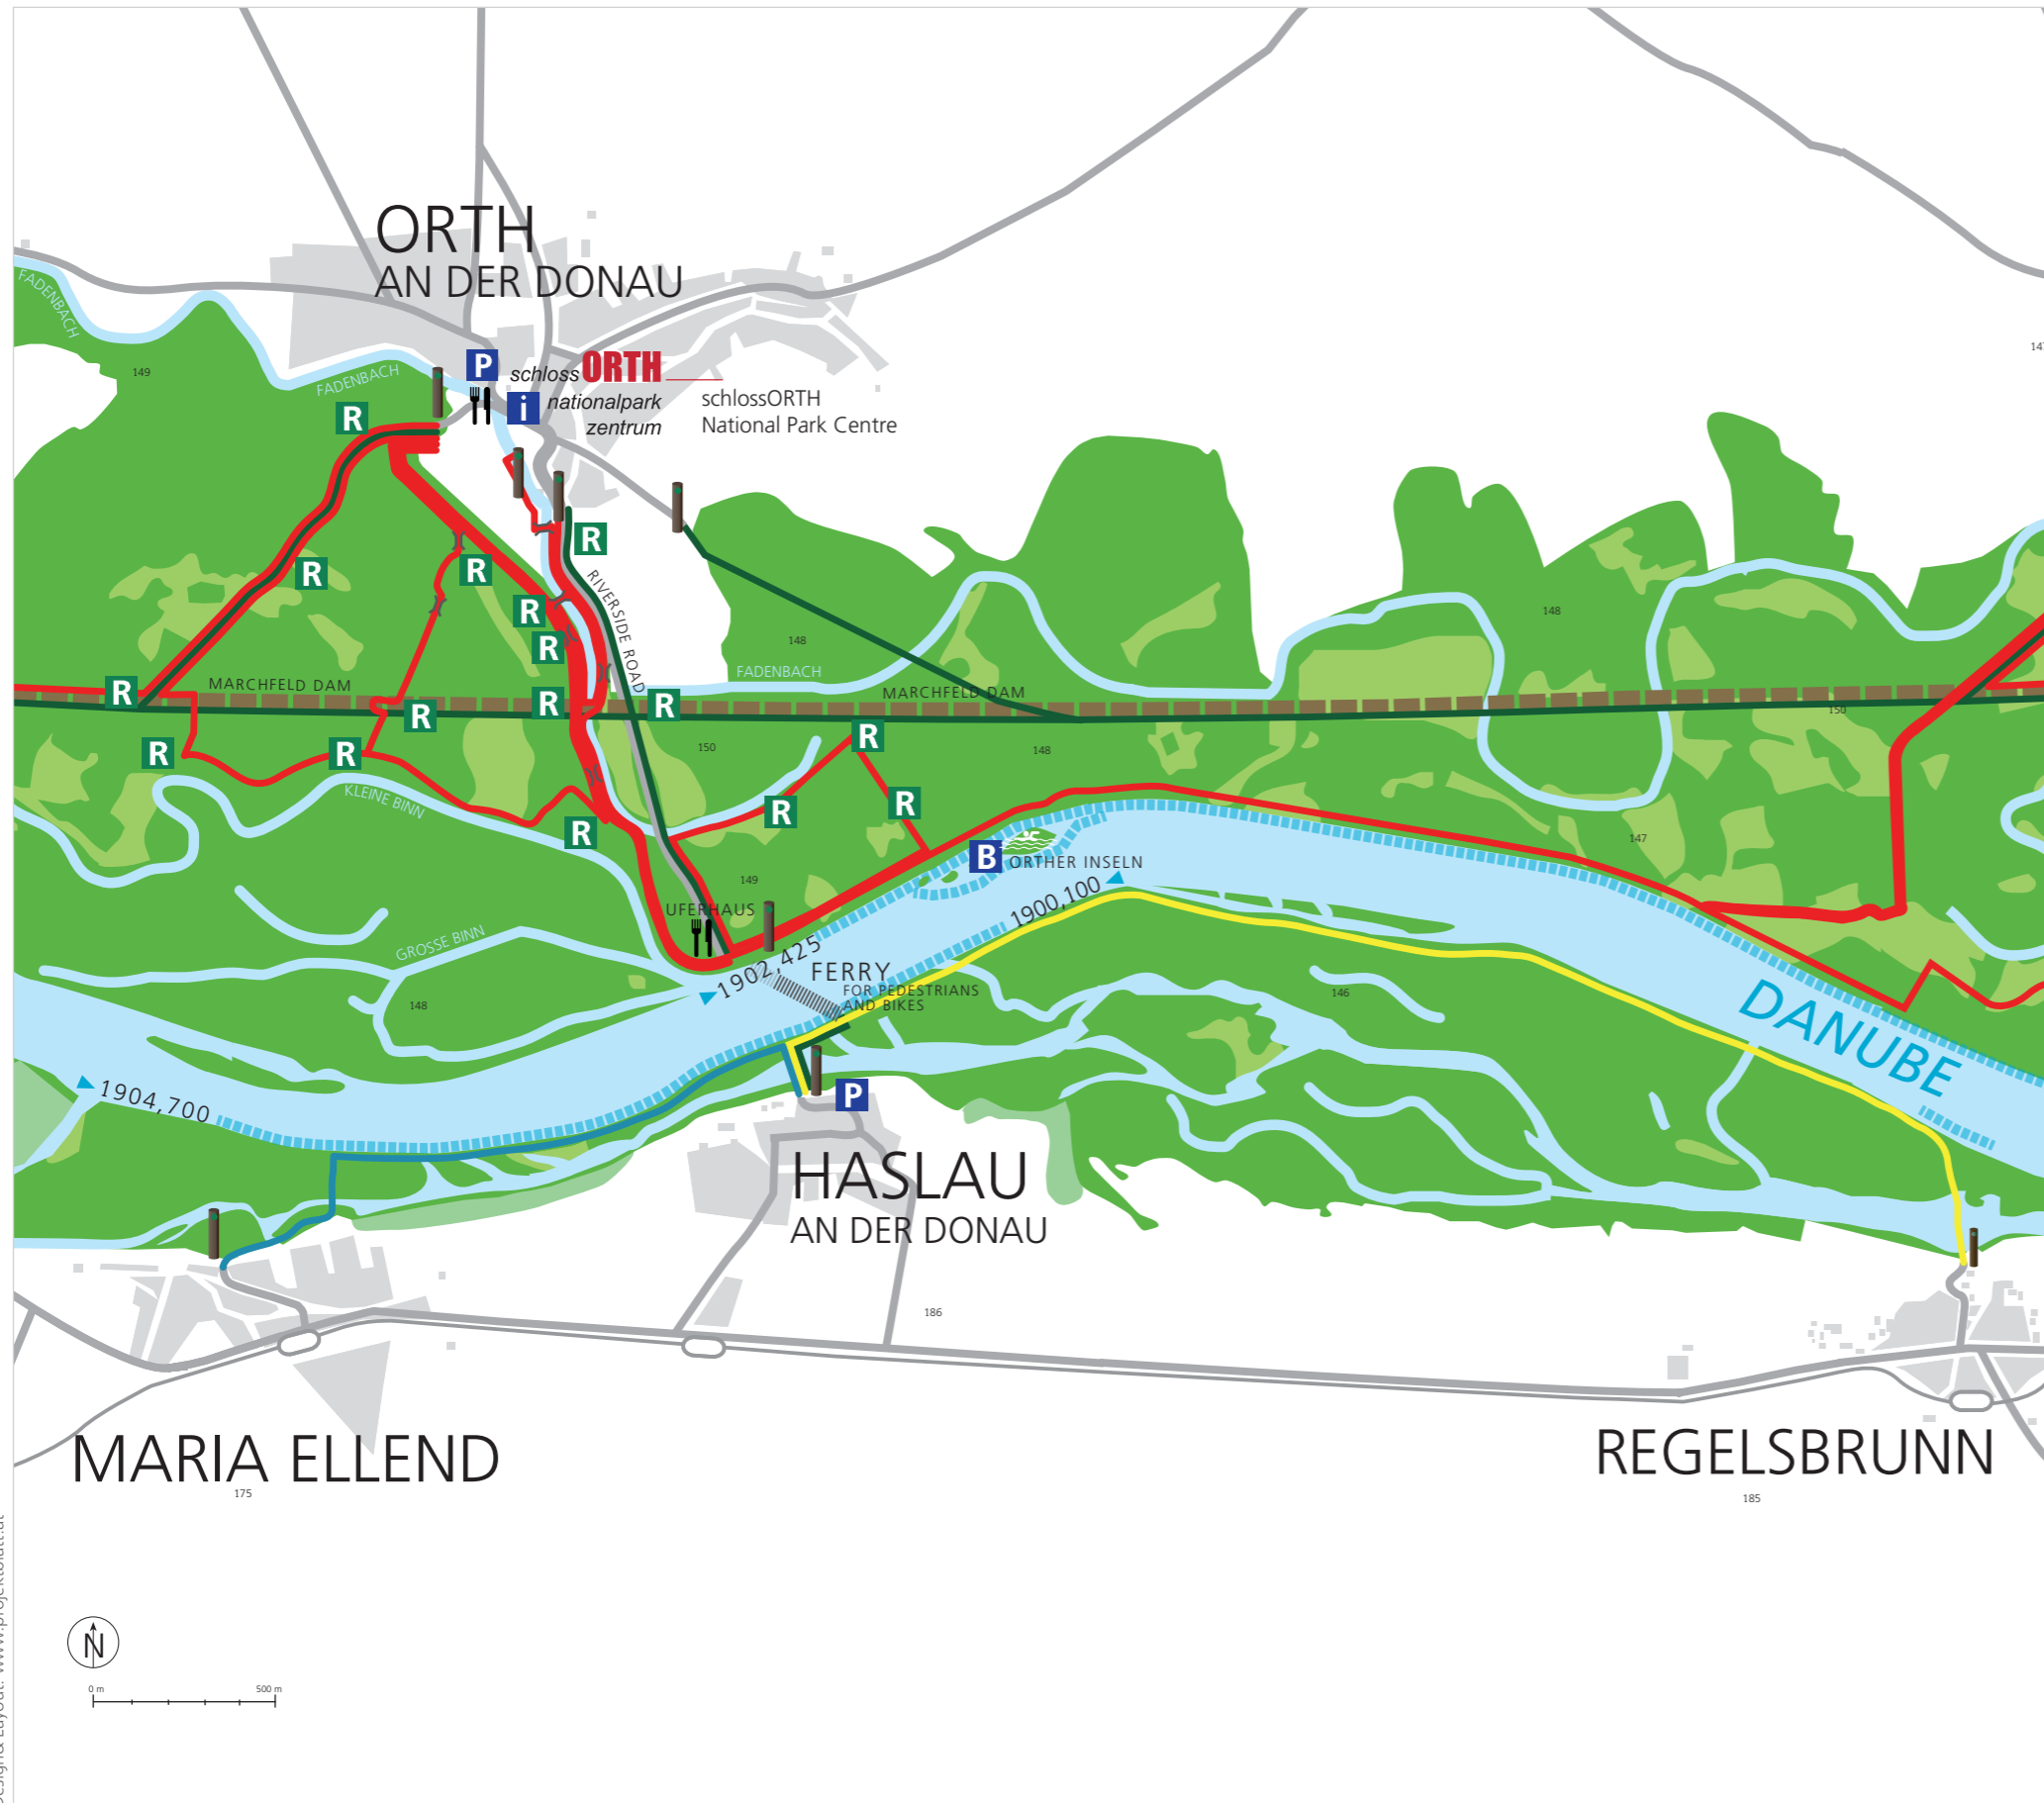 ORTH
AN DER DONAU
FADENBACH
149
147
FADENBACH
P
schloss ORTH
nationalpark
zentrum
i
schlossORTH
National Park Centre
R
R
R
R
R
R
RIVERSIDE ROAD
148
148
FADENBACH
MARCHFELD DAM
MARCHFELD DAM
R
R
R
R
150
R
R
150
148
R
R
R
R
KLEINE BINN
147
149
B
ORTHER INSELN
1900,100
UFERHAUS
GROSSE BINN
1902,425
FERRY
FOR PEDESTRIANS
AND BIKES
148
146
DANUBE
1904,700
P
HASLAU
AN DER DONAU
186
MARIA ELLEND
175
REGELSBRUNN
185
N
0 m
500 m